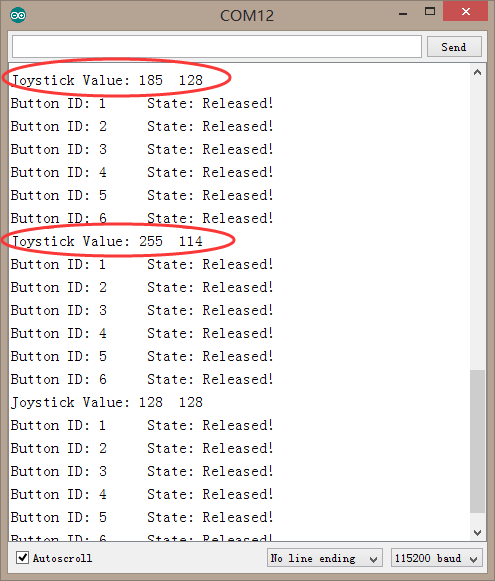 COM12
Send
Joystick Value: 185 128
Button ID: 1 State: Released!
Button ID: 2 State: Released!
Button ID: 3 State: Released!
Button ID: 4 State: Released!
Button ID: 5 State: Released!
Button ID: 6 State: Released!
Joystick Value: 255 114
Button ID: 1 State: Released!
Button ID: 2 State: Released!
Button ID: 3 State: Released!
Button ID: 4 State: Released!
Button ID: 5 State: Released!
Button ID: 6 State: Released!
Joystick Value: 128 128
Button ID: 1 State: Released!
Button ID: 2 State: Released!
Button ID: 3 State: Released!
Button ID: 4 State: Released!
Button ID: 5 State: Released!
Button ID: 6 State: Released!
Autoscroll No line ending 115200 baud